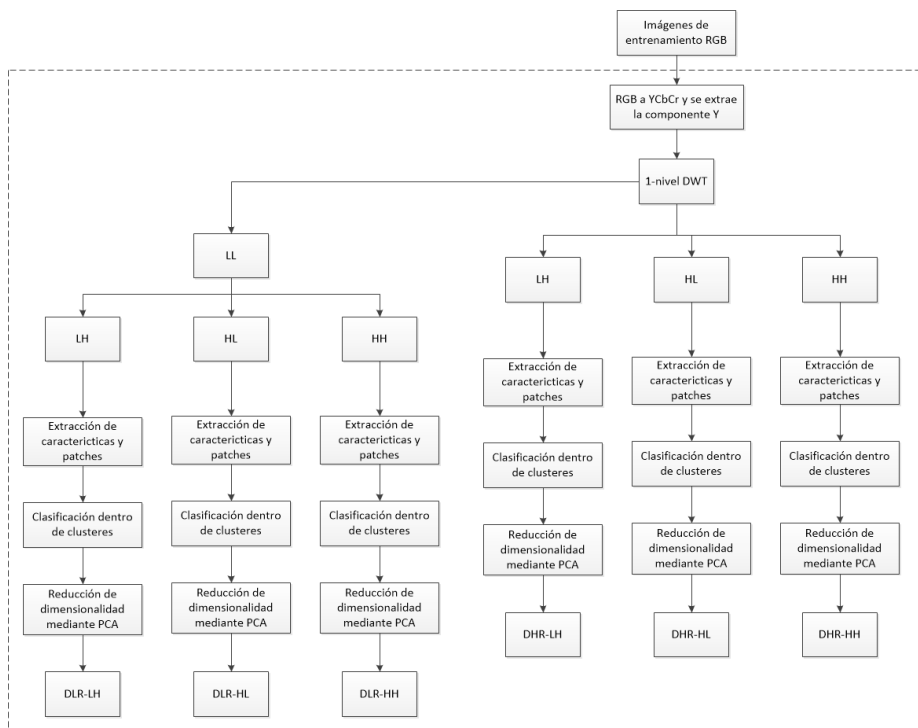 Imágenes de
entrenamiento RGB
RGB a YCbCr y se extrae
la componente Y
1-nivel DWT
LL
LH
HL
HH
LH
HL
HH
Extracción de
caractericticas y
patches
Extracción de
caractericticas y
patches
Extracción de
caractericticas y
patches
Extracción de
caractericticas y
patches
Extracción de
caractericticas y
patches
Extracción de
caractericticas y
patches
Clasificación dentro
de clusteres
Clasificación dentro
de clusteres
Clasificación dentro
de clusteres
Clasificación dentro
de clusteres
Clasificación dentro
de clusteres
Clasificación dentro
de clusteres
Reducción de
dimensionalidad
mediante PCA
Reducción de
dimensionalidad
mediante PCA
Reducción de
dimensionalidad
mediante PCA
Reducción de
dimensionalidad
mediante PCA
Reducción de
dimensionalidad
mediante PCA
Reducción de
dimensionalidad
mediante PCA
DHR-LH
DHR-HL
DHR-HH
DLR-LH
DLR-HL
DLR-HH